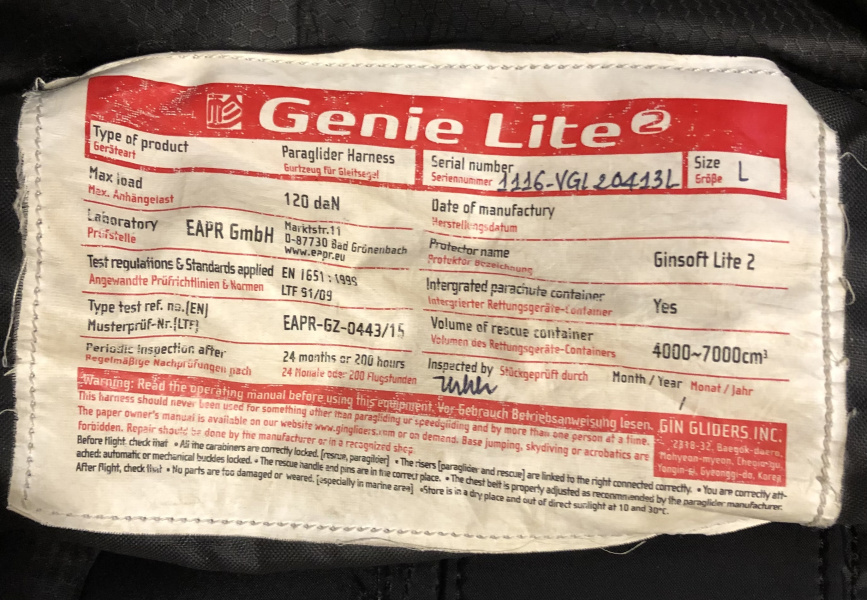 Genie Lite 2
Type of product
Geräteart
Paraglider Harness
Gurtzeug für Gleitsegel
Serial number
Seriennummer
1116-VGL20413L
Size
Größe
L
Max load
Max. Anhängelast
120 daN
Date of manufactury
Herstellungsdatum
Laboratory
Prüfstelle
EAPR GmbH
Marktstr.11
D-87730 Bad Grönenbach
www.eapr.eu
Protector name
Protektor Bezeichnung
Ginsoft Lite 2
Test regulations & Standards applied
Angewandte Prüfrichtlinien & Normen
EN 1651 : 1999
LTF 91/09
Intergrated parachute container
Intergrierter Rettungsgeräte-Container
Yes
Type test ref. no.[EN]
Musterprüf-Nr.[LTF]
EAPR-GZ-0443/15
Volume of rescue container
Volumen des Rettungsgeräte-Containers
4000~7000cm³
Periodic inspection after
Regelmäßige Nachprüfungen nach
24 months or 200 hours
24 Monate oder 200 Flugstunden
Inspected by Stückgeprüft durch
Month / Year Monat / Jahr
/
Warning: Read the operating manual before using this equipment. Vor Gebrauch Betriebsanweisung lesen.
This harness should never been used for something other than paragliding or speedgliding and by more than one person at a time.
The paper owner's manual is available on our website www.gingliders.com or on demand. Base jumping, skydiving or acrobatics are
forbidden. Repair should be done by the manufacturer or in a recognized shop.
GIN GLIDERS INC.
2318-32, Baegok-daero,
Mohyeon-myeon, Cheoin-gu,
Yongin-si, Gyeonggi-do, Korea
Before flight, check that • All the carabiners are correctly locked. [rescue, paraglider] • The risers [paraglider and rescue] are linked to the right connected correctly. • You are correctly att-
ached: automatic or mechanical buckles locked. • The rescue handle and pins are in the correct place. • The chest belt is properly adjusted as recommended by the paraglider manufacturer.
After flight, check that • No parts are too damaged or weared. [especially in marine area] •Store is in a dry place and out of direct sunlight at 10 and 30°C.